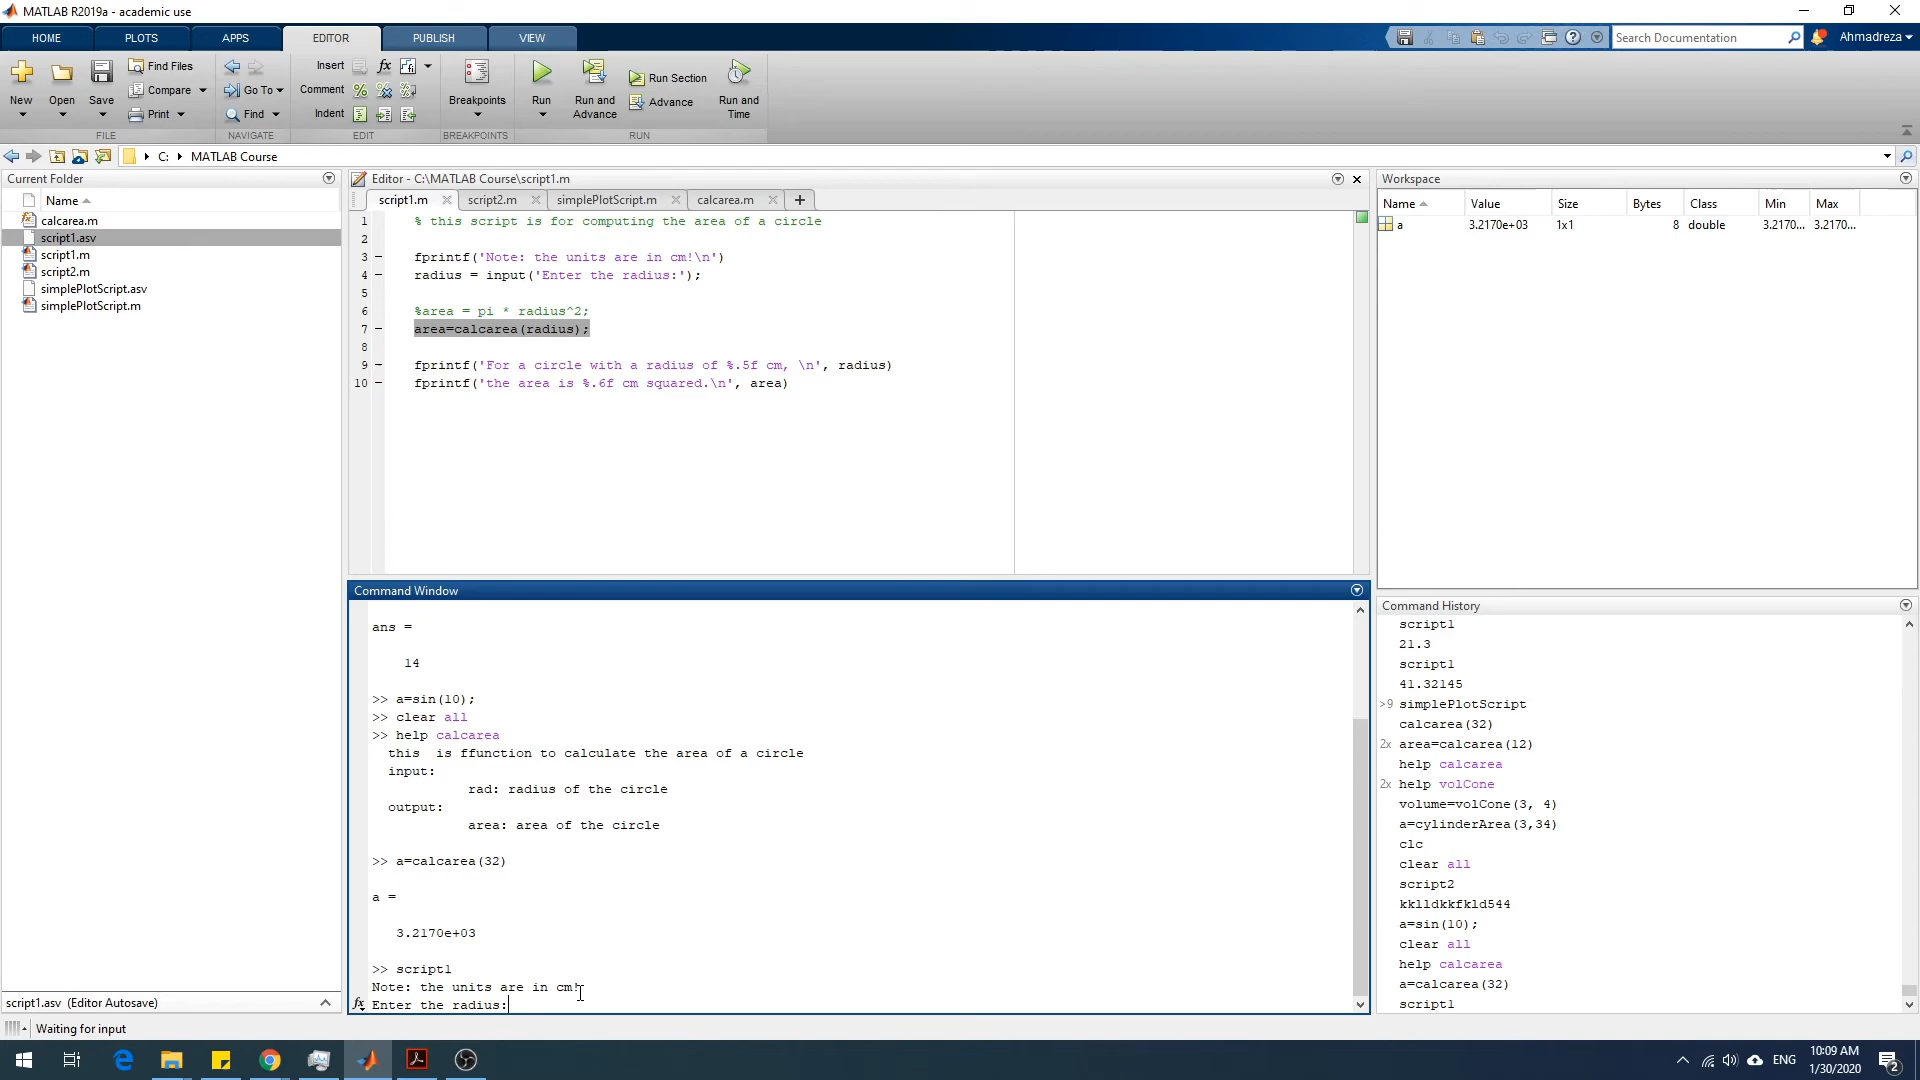 MATLAB R2019a - academic use
HOME PLOTS APPS EDITOR PUBLISH VIEW
Search Documentation
Ahmadreza
New
Open
Save
Find Files
Compare
Print
FILE
Go To
Find
NAVIGATE
Insert
fx
Comment
Indent
EDIT
Breakpoints
BREAKPOINTS
Run
Run and Advance
Run Section
Advance
Run and Time
RUN
C: MATLAB Course
Current Folder
Name
calcarea.m
script1.asv
script1.m
script2.m
simplePlotScript.asv
simplePlotScript.m
script1.asv (Editor Autosave)
Editor - C:\MATLAB Course\script1.m
script1.m script2.m simplePlotScript.m calcarea.m
1 % this script is for computing the area of a circle
2
3 – fprintf('Note: the units are in cm!\n')
4 – radius = input('Enter the radius:');
5
6 %area = pi * radius^2;
7 – area=calcarea(radius);
8
9 – fprintf('For a circle with a radius of %.5f cm, \n', radius)
10 – fprintf('the area is %.6f cm squared.\n', area)
Command Window
ans =
14
>> a=sin(10);
>> clear all
>> help calcarea
this  is ffunction to calculate the area of a circle
input:
rad: radius of the circle
output:
area: area of the circle
>> a=calcarea(32)
a =
3.2170e+03
>> script1
Note: the units are in cm!
fx Enter the radius:
Workspace
Name Value Size Bytes Class Min Max
a 3.2170e+03 1x1 8 double 3.2170... 3.2170...
Command History
script1
21.3
script1
41.32145
>9 simplePlotScript
calcarea(32)
2x area=calcarea(12)
help calcarea
2x help volCone
volume=volCone(3, 4)
a=cylinderArea(3,34)
clc
clear all
script2
kklldkkfkld544
a=sin(10);
clear all
help calcarea
a=calcarea(32)
script1
Waiting for input
ENG
10:09 AM
1/30/2020
2